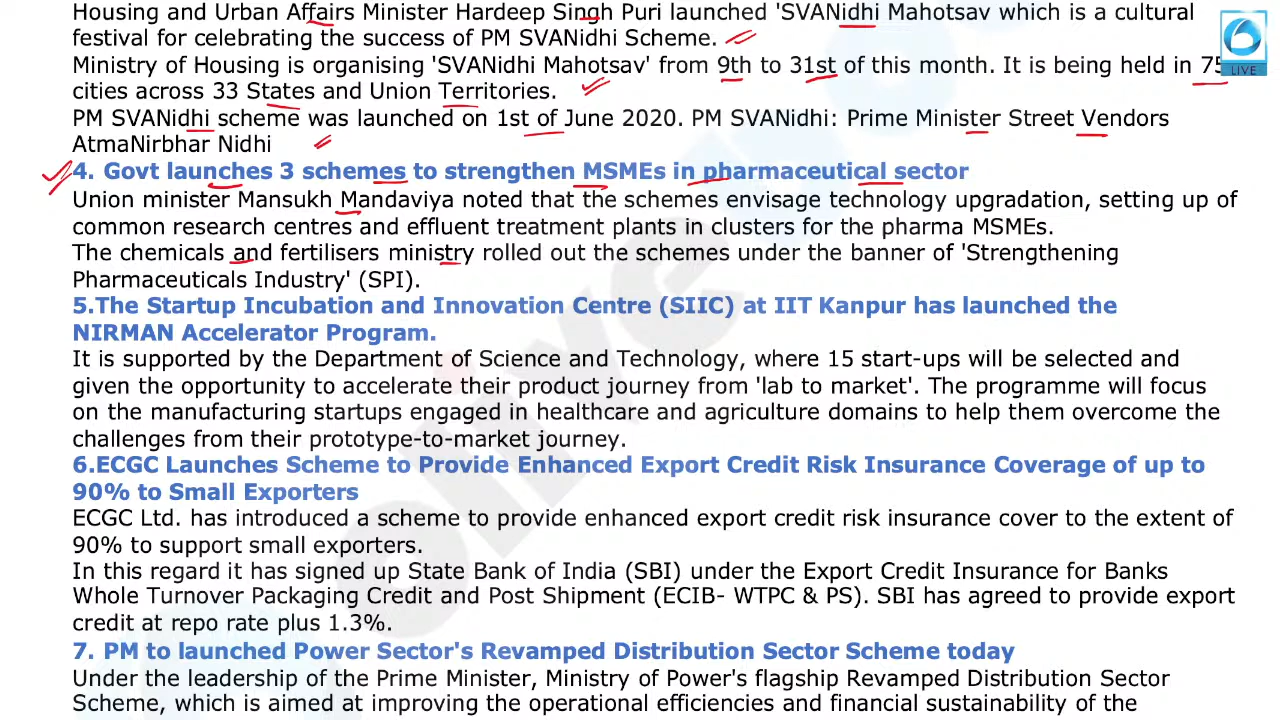 Housing and Urban Affairs Minister Hardeep Singh Puri launched 'SVANidhi Mahotsav which is a cultural
festival for celebrating the success of PM SVANidhi Scheme.
Ministry of Housing is organising 'SVANidhi Mahotsav' from 9th to 31st of this month. It is being held in 75
cities across 33 States and Union Territories.
PM SVANidhi scheme was launched on 1st of June 2020. PM SVANidhi: Prime Minister Street Vendors
AtmaNirbhar Nidhi
4. Govt launches 3 schemes to strengthen MSMEs in pharmaceutical sector
Union minister Mansukh Mandaviya noted that the schemes envisage technology upgradation, setting up of
common research centres and effluent treatment plants in clusters for the pharma MSMEs.
The chemicals and fertilisers ministry rolled out the schemes under the banner of 'Strengthening
Pharmaceuticals Industry' (SPI).
5.The Startup Incubation and Innovation Centre (SIIC) at IIT Kanpur has launched the
NIRMAN Accelerator Program.
It is supported by the Department of Science and Technology, where 15 start-ups will be selected and
given the opportunity to accelerate their product journey from 'lab to market'. The programme will focus
on the manufacturing startups engaged in healthcare and agriculture domains to help them overcome the
challenges from their prototype-to-market journey.
6.ECGC Launches Scheme to Provide Enhanced Export Credit Risk Insurance Coverage of up to
90% to Small Exporters
ECGC Ltd. has introduced a scheme to provide enhanced export credit risk insurance cover to the extent of
90% to support small exporters.
In this regard it has signed up State Bank of India (SBI) under the Export Credit Insurance for Banks
Whole Turnover Packaging Credit and Post Shipment (ECIB- WTPC & PS). SBI has agreed to provide export
credit at repo rate plus 1.3%.
7. PM to launched Power Sector's Revamped Distribution Sector Scheme today
Under the leadership of the Prime Minister, Ministry of Power's flagship Revamped Distribution Sector
Scheme, which is aimed at improving the operational efficiencies and financial sustainability of the
LIVE